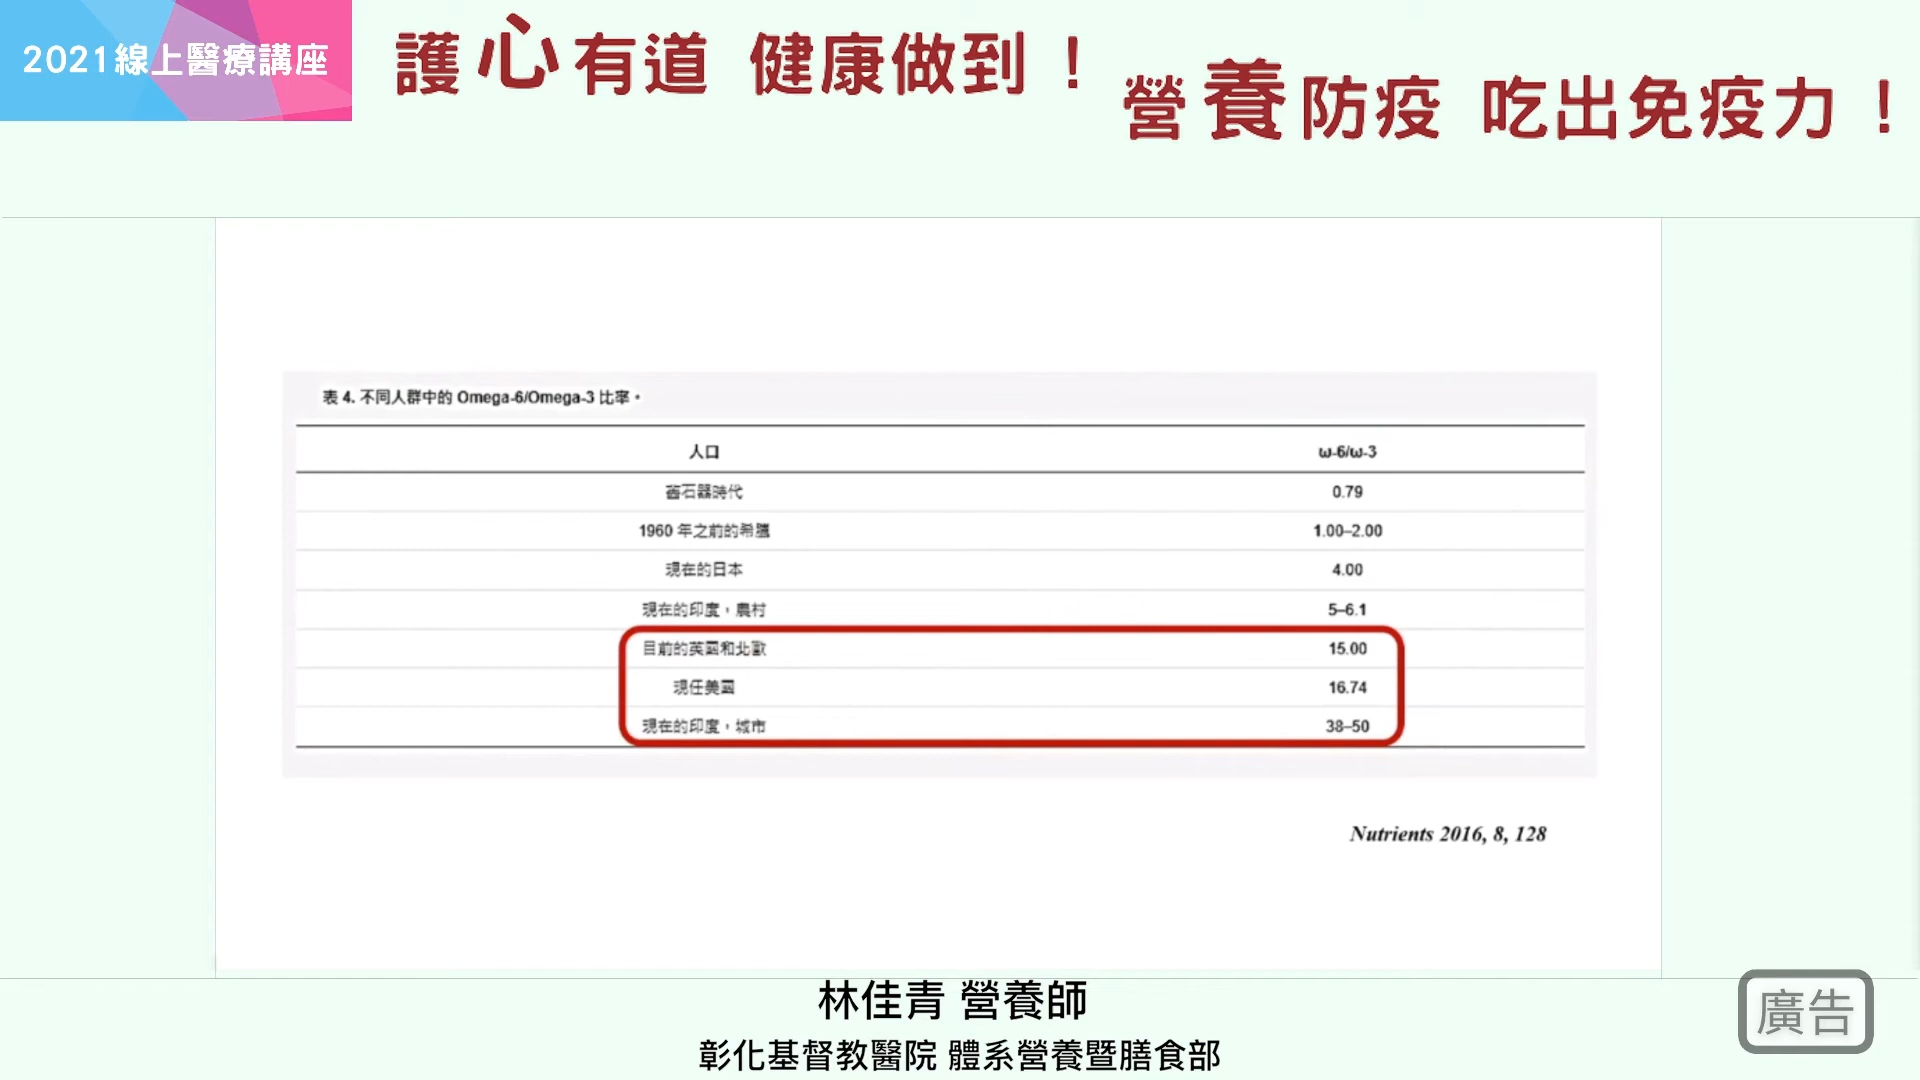 2021線上醫療講座
護心有道 健康做到！
營養防疫 吃出免疫力！
表 4. 不同人群中的 Omega-6/Omega-3 比率。
人口 ω-6/ω-3
舊石器時代 0.79
1960 年之前的希臘 1.00–2.00
現在的日本 4.00
現在的印度，農村 5–6.1
目前的英國和北歐 15.00
現任美國 16.74
現在的印度，城市 38–50
Nutrients 2016, 8, 128
林佳青 營養師
彰化基督教醫院 體系營養暨膳食部
廣告